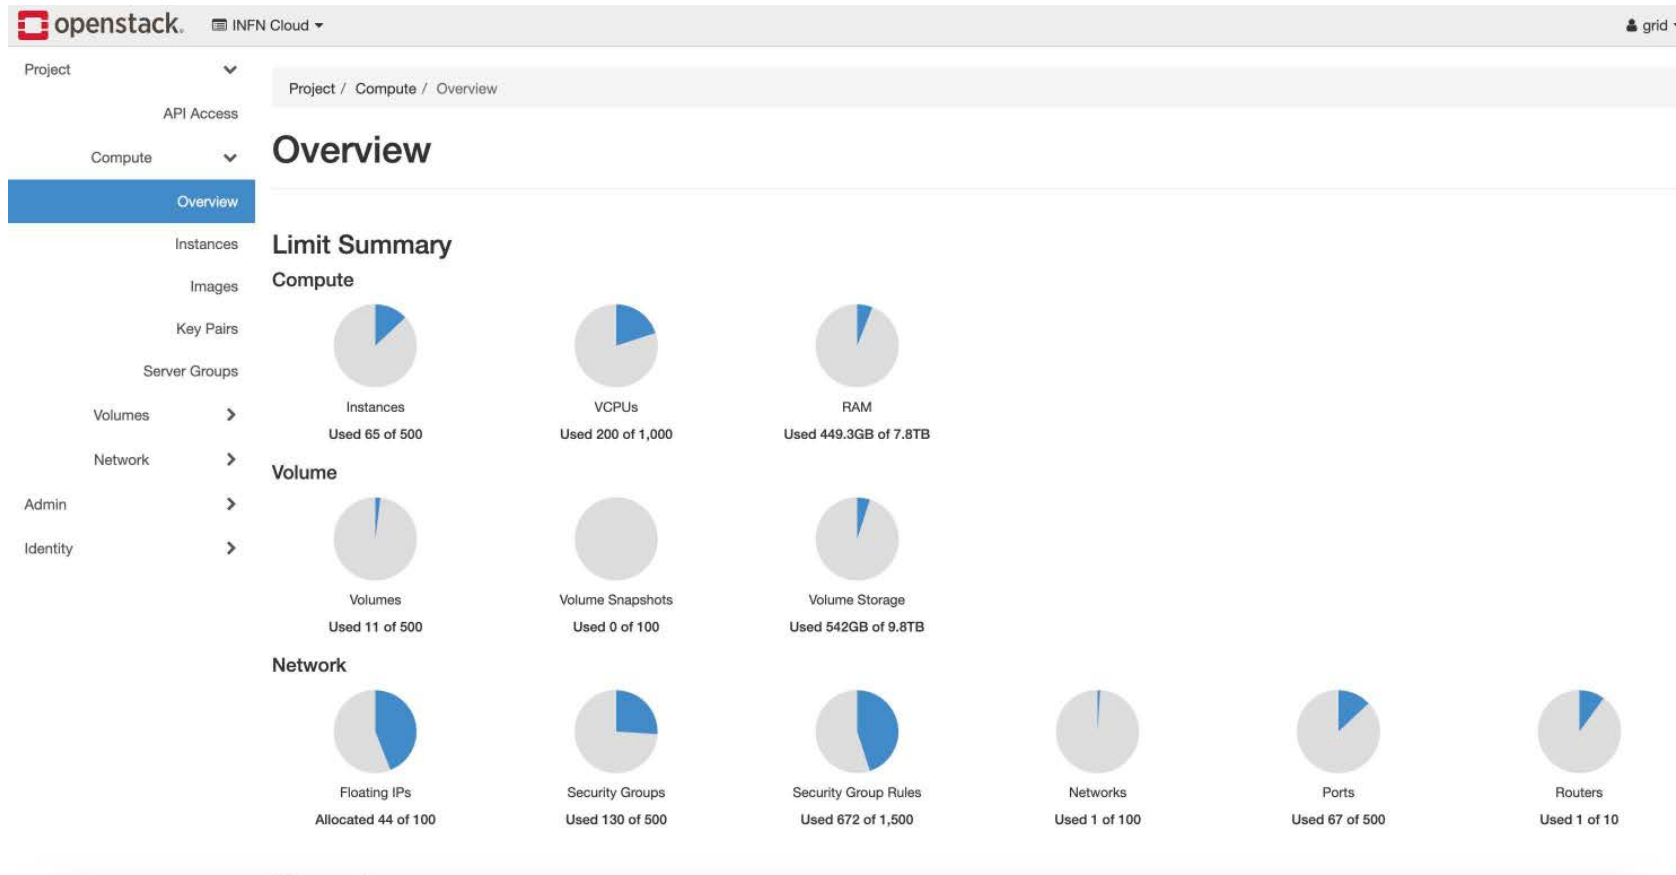 openstack. INFN Cloud grid
Project
API Access
Compute
Overview
Instances
Images
Key Pairs
Server Groups
Volumes
Network
Admin
Identity
Project / Compute / Overview
Overview
Limit Summary
Compute
Instances VCPUs RAM
Used 65 of 500 Used 200 of 1,000 Used 449.3GB of 7.8TB
Volume
Volumes Volume Snapshots Volume Storage
Used 11 of 500 Used 0 of 100 Used 542GB of 9.8TB
Network
Floating IPs Security Groups Security Group Rules Networks Ports Routers
Allocated 44 of 100 Used 130 of 500 Used 672 of 1,500 Used 1 of 100 Used 67 of 500 Used 1 of 10